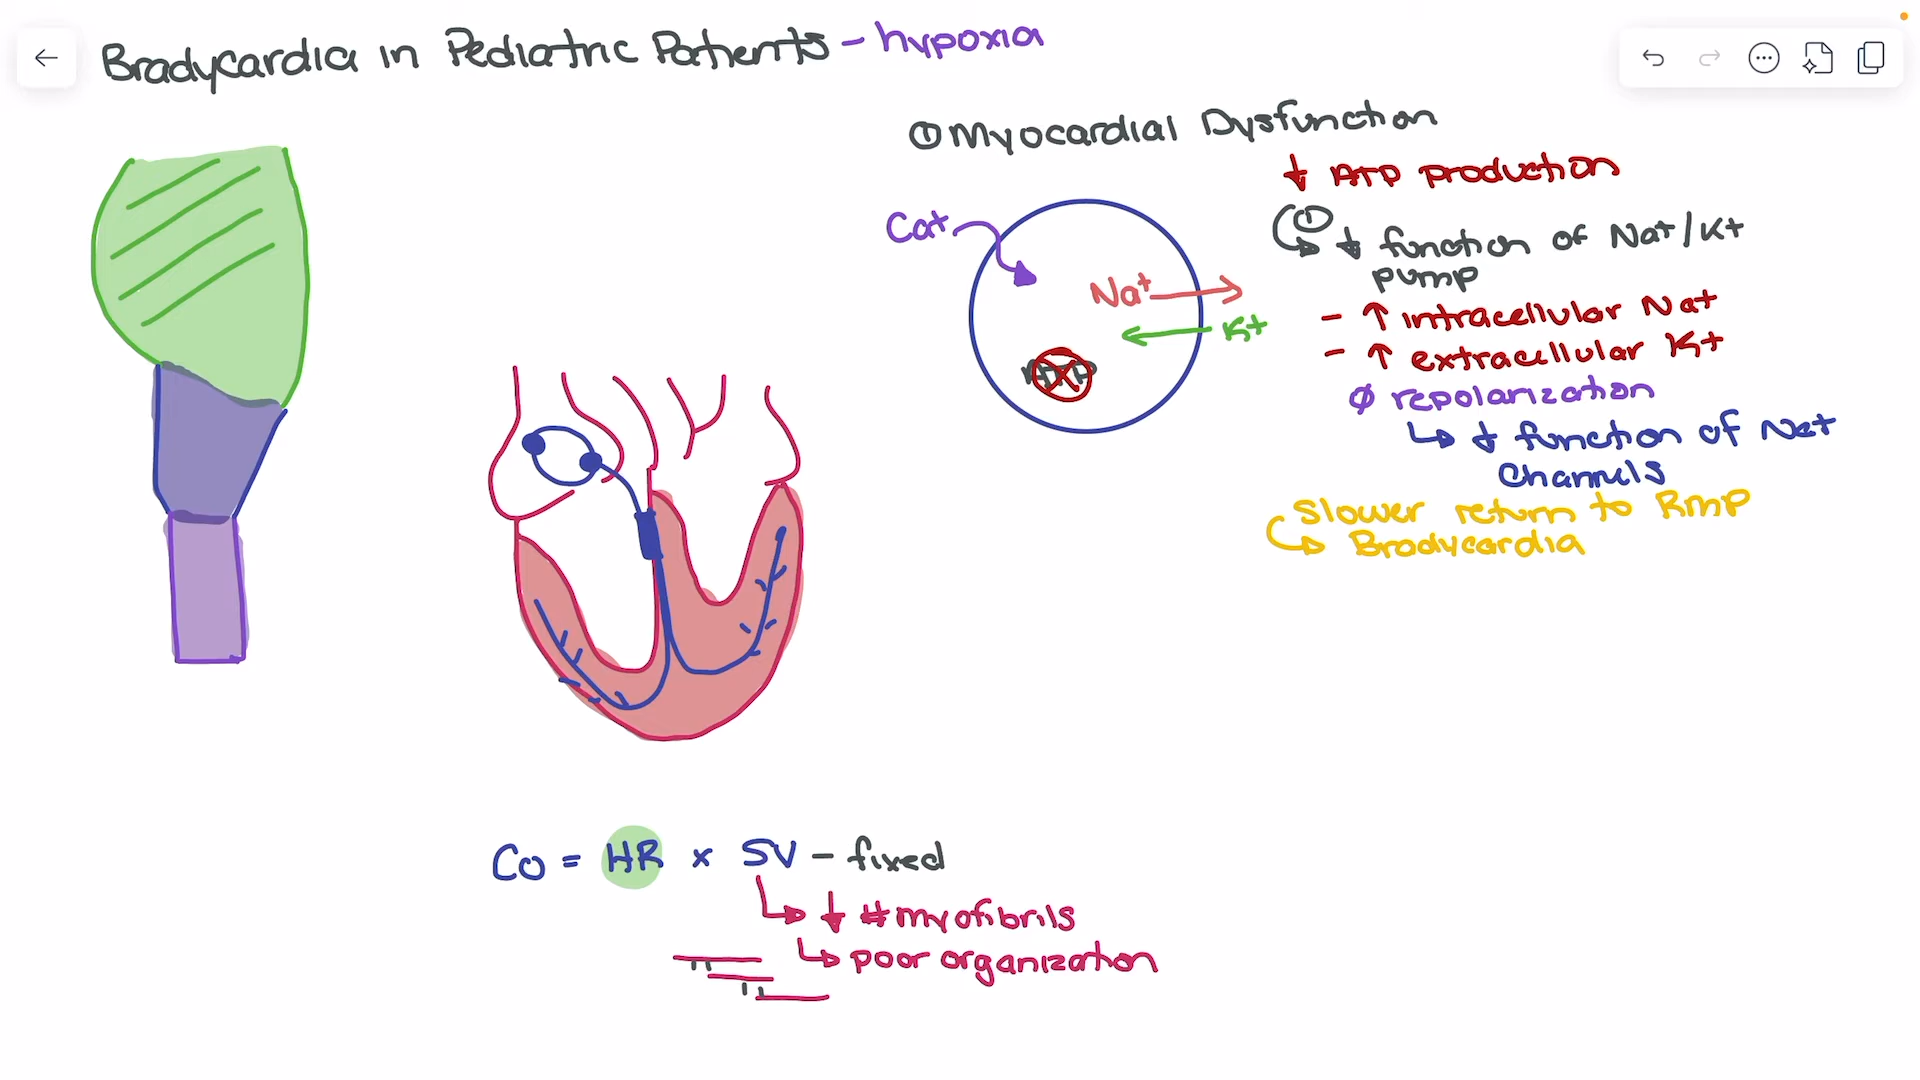 Bradycardia in Pediatric Patients - hypoxia
① Myocardial Dysfunction
↓ ATP production
① ↳ ↓ function of Na+/K+
pump
- ↑ intracellular Na+
- ↑ extracellular K+
∅ repolarization
↳ ↓ function of Na+
Channels
Slower return to RMP
↳ Bradycardia
Ca+
Na+
K+
ATP
CO = HR x SV - fixed
↳ ↓ # myofibrils
↳ poor organization